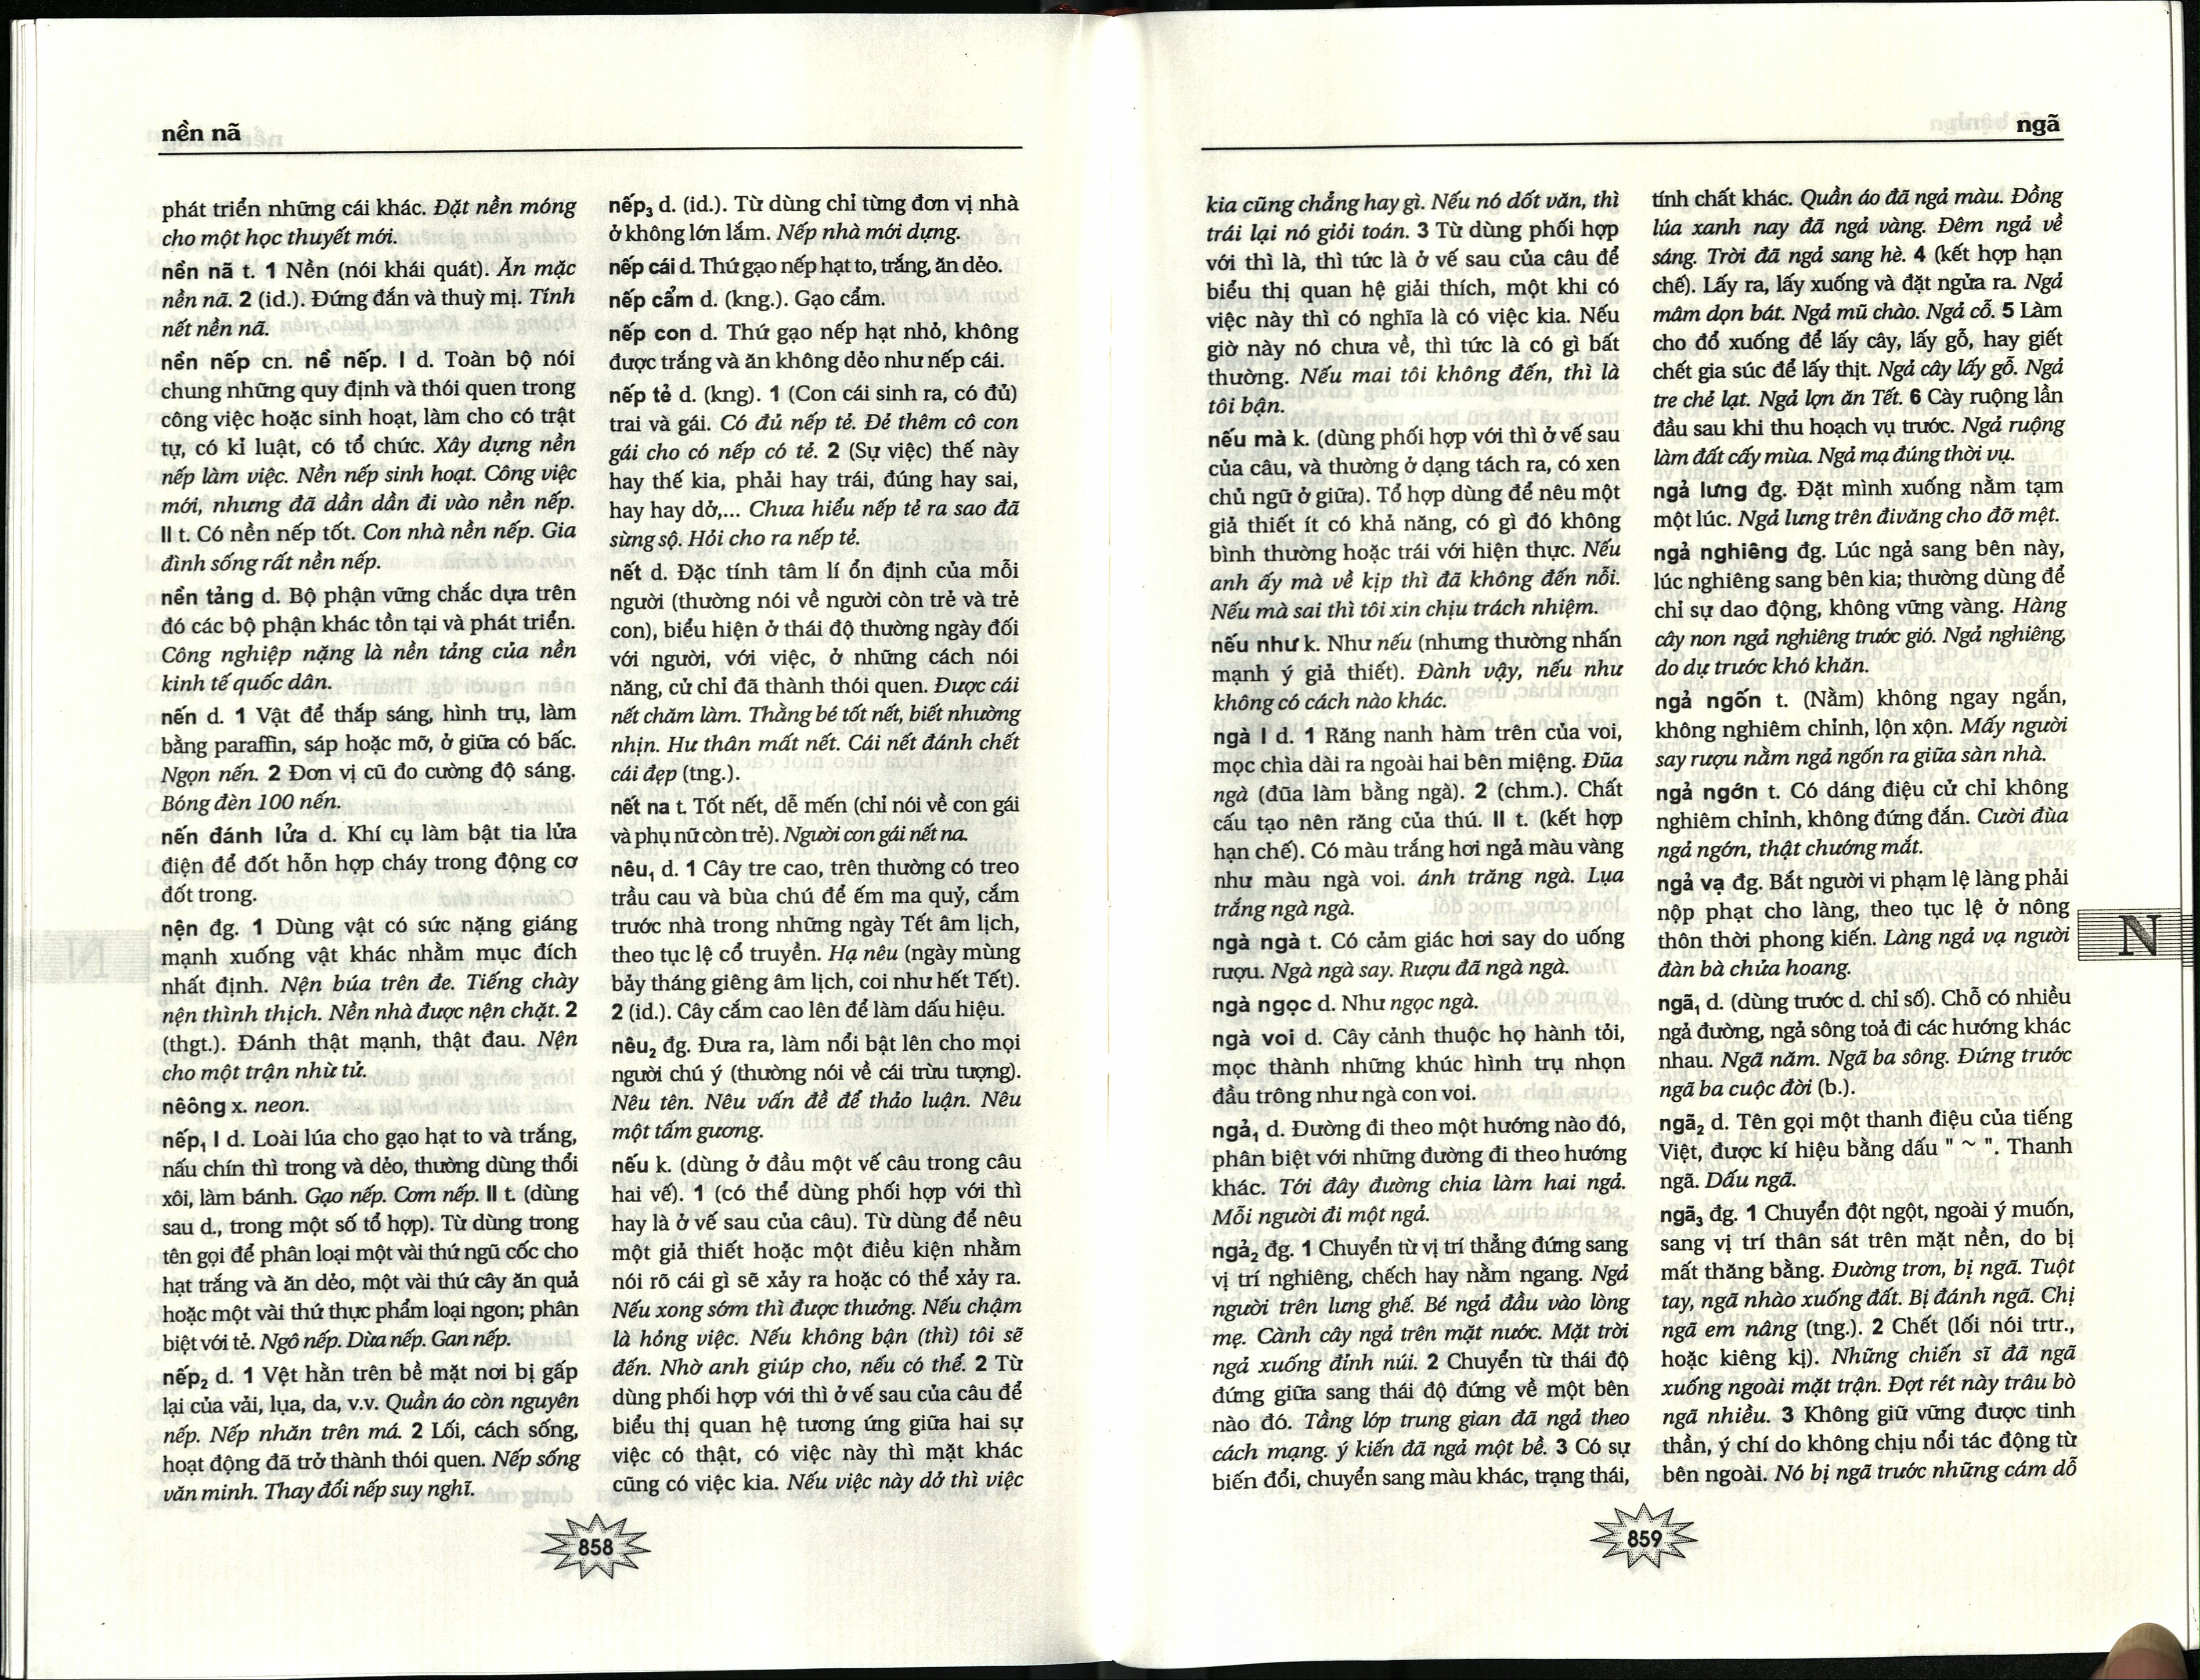 nền nã
phát triển những cái khác. Đặt nền móng
cho một học thuyết mới.
nền nã t. 1 Nền (nói khái quát). Ăn mặc
nền nã. 2 (id.). Đứng đắn và thuỳ mị. Tính
nết nền nã.
nền nếp cn. nề nếp. I d. Toàn bộ nói
chung những quy định và thói quen trong
công việc hoặc sinh hoạt, làm cho có trật
tự, có kỉ luật, có tổ chức. Xây dựng nền
nếp làm việc. Nền nếp sinh hoạt. Công việc
mới, nhưng đã dần dần đi vào nền nếp.
II t. Có nền nếp tốt. Con nhà nền nếp. Gia
đình sống rất nền nếp.
nền tảng d. Bộ phận vững chắc dựa trên
đó các bộ phận khác tồn tại và phát triển.
Công nghiệp nặng là nền tảng của nền
kinh tế quốc dân.
nến d. 1 Vật để thắp sáng, hình trụ, làm
bằng paraffin, sáp hoặc mỡ, ở giữa có bấc.
Ngọn nến. 2 Đơn vị cũ đo cường độ sáng.
Bóng đèn 100 nến.
nến đánh lửa d. Khí cụ làm bật tia lửa
điện để đốt hỗn hợp cháy trong động cơ
đốt trong.
nện đg. 1 Dùng vật có sức nặng giáng
mạnh xuống vật khác nhằm mục đích
nhất định. Nện búa trên đe. Tiếng chày
nện thình thịch. Nền nhà được nện chặt. 2
(thgt.). Đánh thật mạnh, thật đau. Nện
cho một trận nhừ tử.
nêông x. neon.
nếp₁ I d. Loài lúa cho gạo hạt to và trắng,
nấu chín thì trong và dẻo, thường dùng thổi
xôi, làm bánh. Gạo nếp. Cơm nếp. II t. (dùng
sau d., trong một số tổ hợp). Từ dùng trong
tên gọi để phân loại một vài thứ ngũ cốc cho
hạt trắng và ăn dẻo, một vài thứ cây ăn quả
hoặc một vài thứ thực phẩm loại ngon; phân
biệt với tẻ. Ngô nếp. Dừa nếp. Gan nếp.
nếp₂ d. 1 Vệt hằn trên bề mặt nơi bị gấp
lại của vải, lụa, da, v.v. Quần áo còn nguyên
nếp. Nếp nhăn trên má. 2 Lối, cách sống,
hoạt động đã trở thành thói quen. Nếp sống
văn minh. Thay đổi nếp suy nghĩ.
nếp₃ d. (id.). Từ dùng chỉ từng đơn vị nhà
ở không lớn lắm. Nếp nhà mới dựng.
nếp cái d. Thứ gạo nếp hạt to, trắng, ăn dẻo.
nếp cẩm d. (kng.). Gạo cẩm.
nếp con d. Thứ gạo nếp hạt nhỏ, không
được trắng và ăn không dẻo như nếp cái.
nếp tẻ d. (kng). 1 (Con cái sinh ra, có đủ)
trai và gái. Có đủ nếp tẻ. Đẻ thêm cô con
gái cho có nếp có tẻ. 2 (Sự việc) thế này
hay thế kia, phải hay trái, đúng hay sai,
hay hay dở,... Chưa hiểu nếp tẻ ra sao đã
sừng sộ. Hỏi cho ra nếp tẻ.
nết d. Đặc tính tâm lí ổn định của mỗi
người (thường nói về người còn trẻ và trẻ
con), biểu hiện ở thái độ thường ngày đối
với người, với việc, ở những cách nói
năng, cử chỉ đã thành thói quen. Được cái
nết chăm làm. Thằng bé tốt nết, biết nhường
nhịn. Hư thân mất nết. Cái nết đánh chết
cái đẹp (tng.).
nết na t. Tốt nết, dễ mến (chỉ nói về con gái
và phụ nữ còn trẻ). Người con gái nết na.
nêu₁ d. 1 Cây tre cao, trên thường có treo
trầu cau và bùa chú để ếm ma quỷ, cắm
trước nhà trong những ngày Tết âm lịch,
theo tục lệ cổ truyền. Hạ nêu (ngày mùng
bảy tháng giêng âm lịch, coi như hết Tết).
2 (id.). Cây cắm cao lên để làm dấu hiệu.
nêu₂ đg. Đưa ra, làm nổi bật lên cho mọi
người chú ý (thường nói về cái trừu tượng).
Nêu tên. Nêu vấn đề để thảo luận. Nêu
một tấm gương.
nếu k. (dùng ở đầu một vế câu trong câu
hai vế). 1 (có thể dùng phối hợp với thì
hay là ở vế sau của câu). Từ dùng để nêu
một giả thiết hoặc một điều kiện nhằm
nói rõ cái gì sẽ xảy ra hoặc có thể xảy ra.
Nếu xong sớm thì được thưởng. Nếu chậm
là hỏng việc. Nếu không bận (thì) tôi sẽ
đến. Nhờ anh giúp cho, nếu có thể. 2 Từ
dùng phối hợp với thì ở vế sau của câu để
biểu thị quan hệ tương ứng giữa hai sự
việc có thật, có việc này thì mặt khác
cũng có việc kia. Nếu việc này dở thì việc
858
ngã
kia cũng chẳng hay gì. Nếu nó dốt văn, thì
trái lại nó giỏi toán. 3 Từ dùng phối hợp
với thì là, thì tức là ở vế sau của câu để
biểu thị quan hệ giải thích, một khi có
việc này thì có nghĩa là có việc kia. Nếu
giờ này nó chưa về, thì tức là có gì bất
thường. Nếu mai tôi không đến, thì là
tôi bận.
nếu mà k. (dùng phối hợp với thì ở vế sau
của câu, và thường ở dạng tách ra, có xen
chủ ngữ ở giữa). Tổ hợp dùng để nêu một
giả thiết ít có khả năng, có gì đó không
bình thường hoặc trái với hiện thực. Nếu
anh ấy mà về kịp thì đã không đến nỗi.
Nếu mà sai thì tôi xin chịu trách nhiệm.
nếu như k. Như nếu (nhưng thường nhấn
mạnh ý giả thiết). Đành vậy, nếu như
không có cách nào khác.
ngà I d. 1 Răng nanh hàm trên của voi,
mọc chìa dài ra ngoài hai bên miệng. Đũa
ngà (đũa làm bằng ngà). 2 (chm.). Chất
cấu tạo nên răng của thú. II t. (kết hợp
hạn chế). Có màu trắng hơi ngả màu vàng
như màu ngà voi. ánh trăng ngà. Lụa
trắng ngà ngà.
ngà ngà t. Có cảm giác hơi say do uống
rượu. Ngà ngà say. Rượu đã ngà ngà.
ngà ngọc d. Như ngọc ngà.
ngà voi d. Cây cảnh thuộc họ hành tỏi,
mọc thành những khúc hình trụ nhọn
đầu trông như ngà con voi.
ngả₁ d. Đường đi theo một hướng nào đó,
phân biệt với những đường đi theo hướng
khác. Tới đây đường chia làm hai ngả.
Mỗi người đi một ngả.
ngả₂ đg. 1 Chuyển từ vị trí thẳng đứng sang
vị trí nghiêng, chếch hay nằm ngang. Ngả
người trên lưng ghế. Bé ngả đầu vào lòng
mẹ. Cành cây ngả trên mặt nước. Mặt trời
ngả xuống đỉnh núi. 2 Chuyển từ thái độ
đứng giữa sang thái độ đứng về một bên
nào đó. Tầng lớp trung gian đã ngả theo
cách mạng. ý kiến đã ngả một bề. 3 Có sự
biến đổi, chuyển sang màu khác, trạng thái,
tính chất khác. Quần áo đã ngả màu. Đồng
lúa xanh nay đã ngả vàng. Đêm ngả về
sáng. Trời đã ngả sang hè. 4 (kết hợp hạn
chế). Lấy ra, lấy xuống và đặt ngửa ra. Ngả
mâm dọn bát. Ngả mũ chào. Ngả cỗ. 5 Làm
cho đổ xuống để lấy cây, lấy gỗ, hay giết
chết gia súc để lấy thịt. Ngả cây lấy gỗ. Ngả
tre chẻ lạt. Ngả lợn ăn Tết. 6 Cày ruộng lần
đầu sau khi thu hoạch vụ trước. Ngả ruộng
làm đất cấy mùa. Ngả mạ đúng thời vụ.
ngả lưng đg. Đặt mình xuống nằm tạm
một lúc. Ngả lưng trên đivăng cho đỡ mệt.
ngả nghiêng đg. Lúc ngả sang bên này,
lúc nghiêng sang bên kia; thường dùng để
chỉ sự dao động, không vững vàng. Hàng
cây non ngả nghiêng trước gió. Ngả nghiêng,
do dự trước khó khăn.
ngả ngốn t. (Nằm) không ngay ngắn,
không nghiêm chỉnh, lộn xộn. Mấy người
say rượu nằm ngả ngốn ra giữa sàn nhà.
ngả ngớn t. Có dáng điệu cử chỉ không
nghiêm chỉnh, không đứng đắn. Cười đùa
ngả ngớn, thật chướng mắt.
ngả vạ đg. Bắt người vi phạm lệ làng phải
nộp phạt cho làng, theo tục lệ ở nông
thôn thời phong kiến. Làng ngả vạ người
đàn bà chửa hoang.
ngã₁ d. (dùng trước d. chỉ số). Chỗ có nhiều
ngả đường, ngả sông toả đi các hướng khác
nhau. Ngã năm. Ngã ba sông. Đứng trước
ngã ba cuộc đời (b.).
ngã₂ d. Tên gọi một thanh điệu của tiếng
Việt, được kí hiệu bằng dấu " ~ ". Thanh
ngã. Dấu ngã.
ngã₃ đg. 1 Chuyển đột ngột, ngoài ý muốn,
sang vị trí thân sát trên mặt nền, do bị
mất thăng bằng. Đường trơn, bị ngã. Tuột
tay, ngã nhào xuống đất. Bị đánh ngã. Chị
ngã em nâng (tng.). 2 Chết (lối nói trtr.,
hoặc kiêng kị). Những chiến sĩ đã ngã
xuống ngoài mặt trận. Đợt rét này trâu bò
ngã nhiều. 3 Không giữ vững được tinh
thần, ý chí do không chịu nổi tác động từ
bên ngoài. Nó bị ngã trước những cám dỗ
N
859